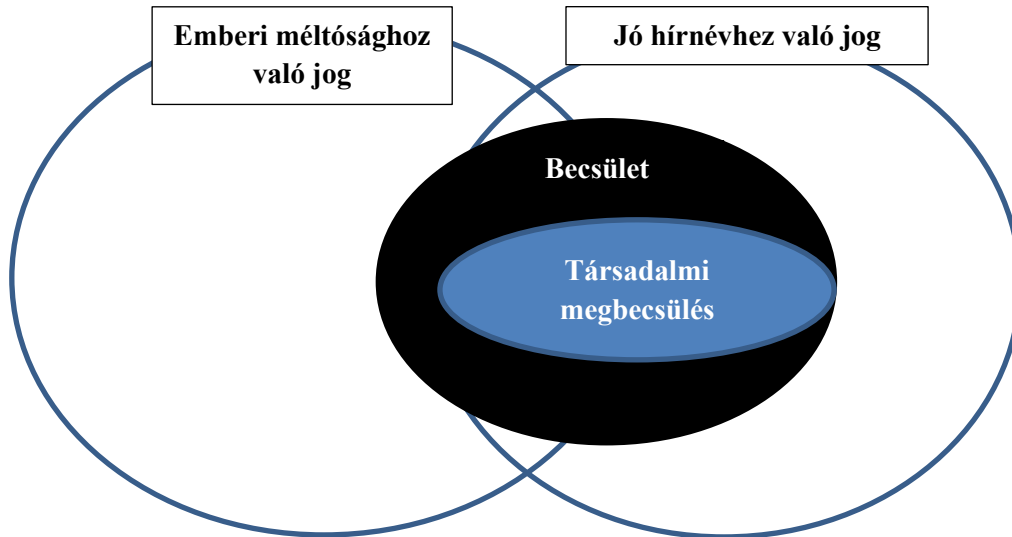 Emberi méltósághoz
való jog
Jó hírnévhez való jog
Becsület
Társadalmi
megbecsülés